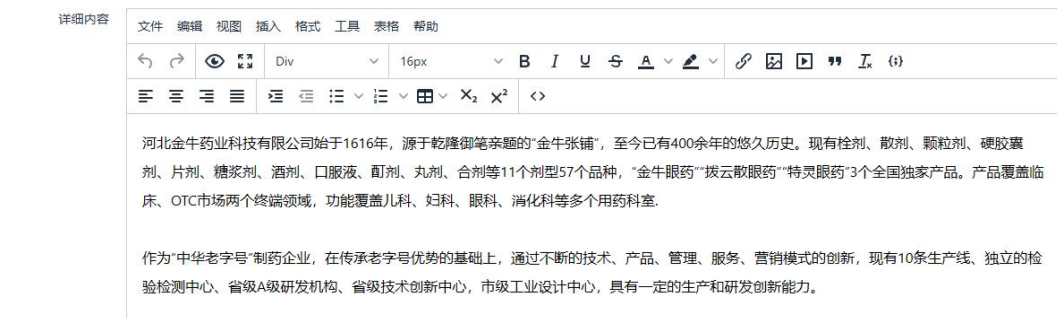 详细内容
文件 编辑 视图 插入 格式 工具 表格 帮助
Div 16px
河北金牛药业科技有限公司始于1616年，源于乾隆御笔亲题的“金牛张铺”，至今已有400余年的悠久历史。现有栓剂、散剂、颗粒剂、硬胶囊
剂、片剂、糖浆剂、酒剂、口服液、酊剂、丸剂、合剂等11个剂型57个品种，“金牛眼药”“拨云散眼药”“特灵眼药”3个全国独家产品。产品覆盖临
床、OTC市场两个终端领域，功能覆盖儿科、妇科、眼科、消化科等多个用药科室.
作为“中华老字号”制药企业，在传承老字号优势的基础上，通过不断的技术、产品、管理、服务、营销模式的创新，现有10条生产线、独立的检
验检测中心、省级A级研发机构、省级技术创新中心，市级工业设计中心，具有一定的生产和研发创新能力。